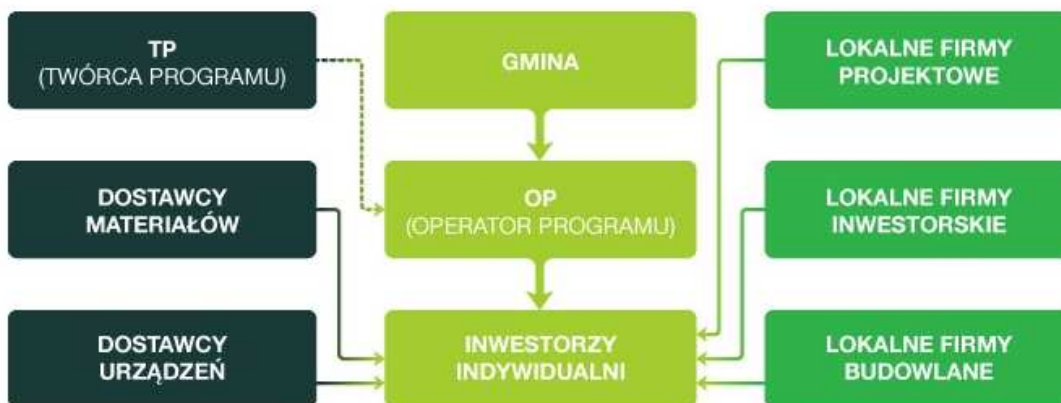 TP
(TWÓRCA PROGRAMU)
GMINA
LOKALNE FIRMY
PROJEKTOWE
DOSTAWCY
MATERIAŁÓW
OP
(OPERATOR PROGRAMU)
LOKALNE FIRMY
INWESTORSKIE
DOSTAWCY
URZĄDZEŃ
INWESTORZY
INDYWIDUALNI
LOKALNE FIRMY
BUDOWLANE